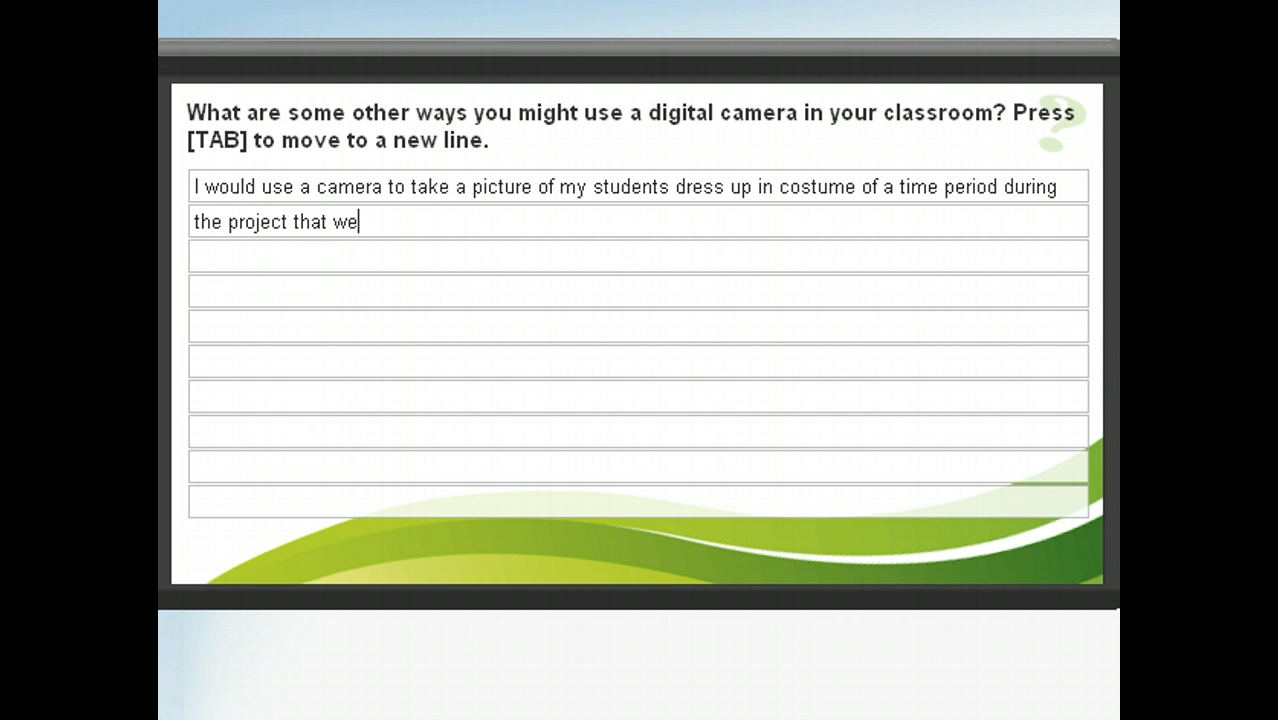 What are some other ways you might use a digital camera in your classroom? Press
[TAB] to move to a new line.
I would use a camera to take a picture of my students dress up in costume of a time period during
the project that we